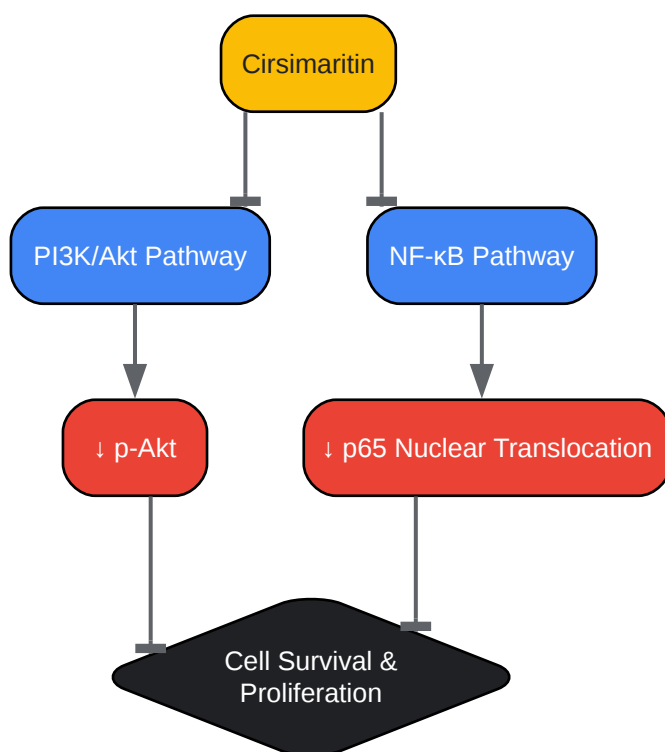 Cirsimaritin
PI3K/Akt Pathway
NF-κB Pathway
↓ p-Akt
↓ p65 Nuclear Translocation
Cell Survival &
Proliferation